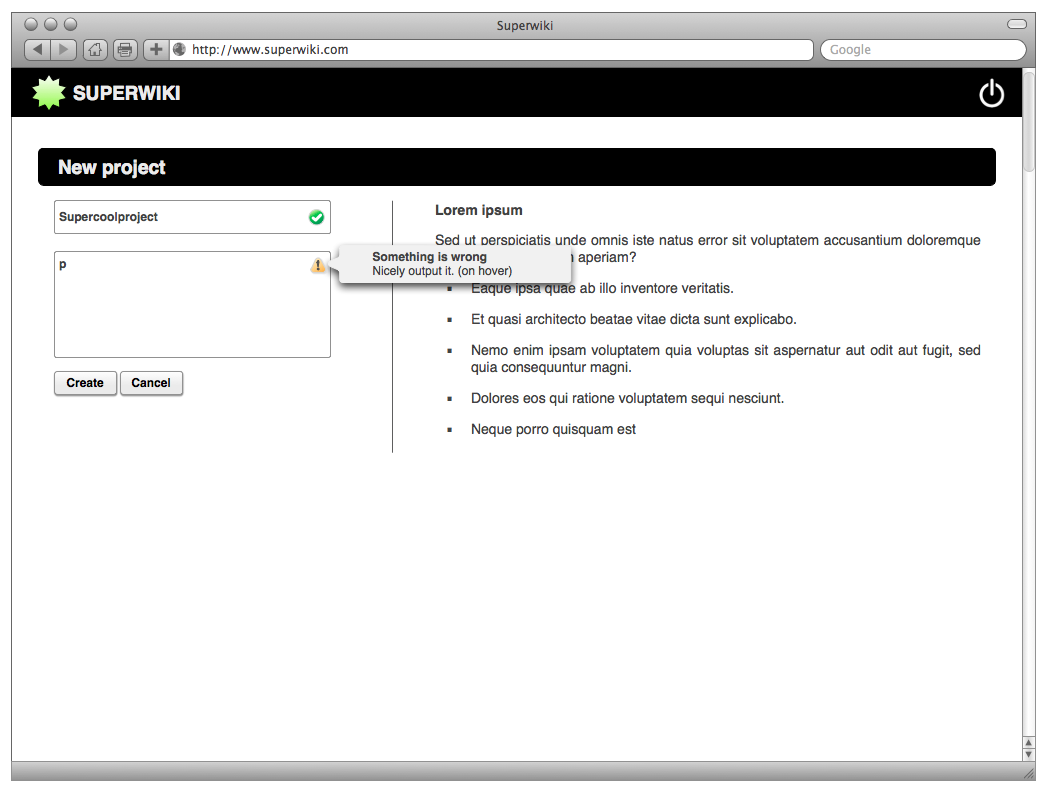 Superwiki
http://www.superwiki.com
Google
SUPERWIKI
New project
Supercoolproject
p
Something is wrong
Nicely output it. (on hover)
Create
Cancel
Lorem ipsum
Sed ut perspiciatis unde omnis iste natus error sit voluptatem accusantium doloremque
aperiam?
Eaque ipsa quae ab illo inventore veritatis.
Et quasi architecto beatae vitae dicta sunt explicabo.
Nemo enim ipsam voluptatem quia voluptas sit aspernatur aut odit aut fugit, sed
quia consequuntur magni.
Dolores eos qui ratione voluptatem sequi nesciunt.
Neque porro quisquam est